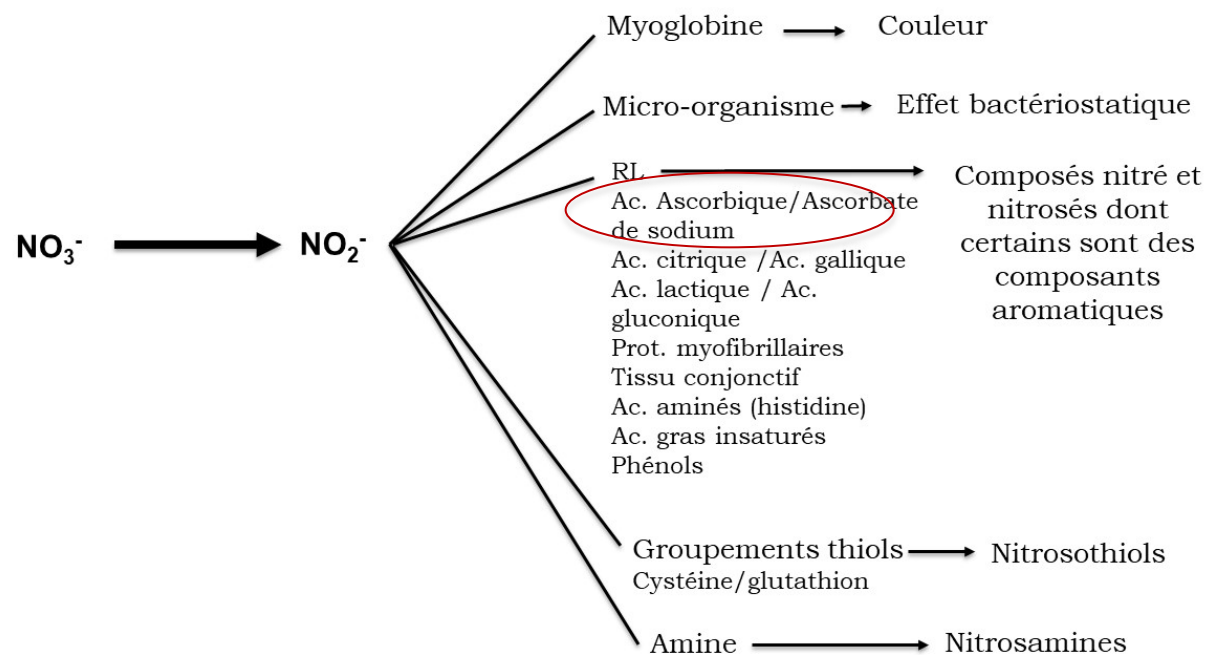 Myoglobine
Couleur
Micro-organisme
Effet bactériostatique
RL
Ac. Ascorbique/Ascorbate
de sodium
Ac. citrique /Ac. gallique
Ac. lactique / Ac.
gluconique
Prot. myofibrillaires
Tissu conjonctif
Ac. aminés (histidine)
Ac. gras insaturés
Phénols
Composés nitré et
nitrosés dont
certains sont des
composants
aromatiques
NO₃⁻
NO₂⁻
Groupements thiols
Cystéine/glutathion
Nitrosothiols
Amine
Nitrosamines